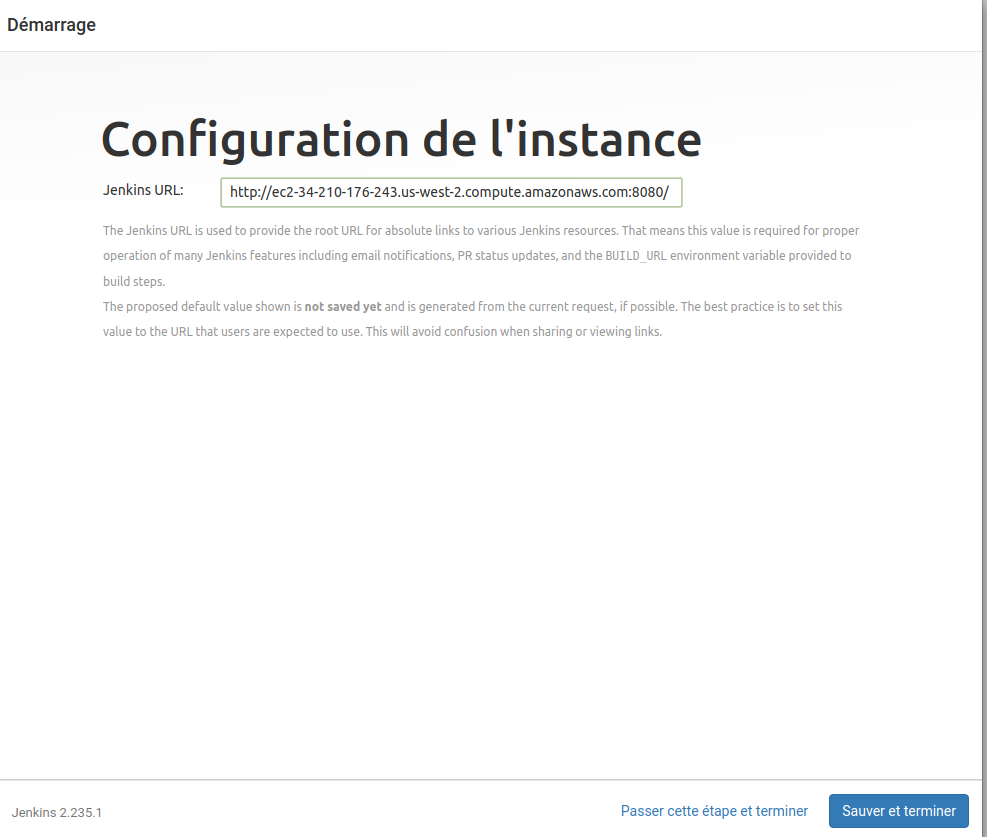 Démarrage
Configuration de l'instance
Jenkins URL:
http://ec2-34-210-176-243.us-west-2.compute.amazonaws.com:8080/
The Jenkins URL is used to provide the root URL for absolute links to various Jenkins resources. That means this value is required for proper
operation of many Jenkins features including email notifications, PR status updates, and the BUILD_URL environment variable provided to
build steps.
The proposed default value shown is not saved yet and is generated from the current request, if possible. The best practice is to set this
value to the URL that users are expected to use. This will avoid confusion when sharing or viewing links.
Jenkins 2.235.1
Passer cette étape et terminer
Sauver et terminer